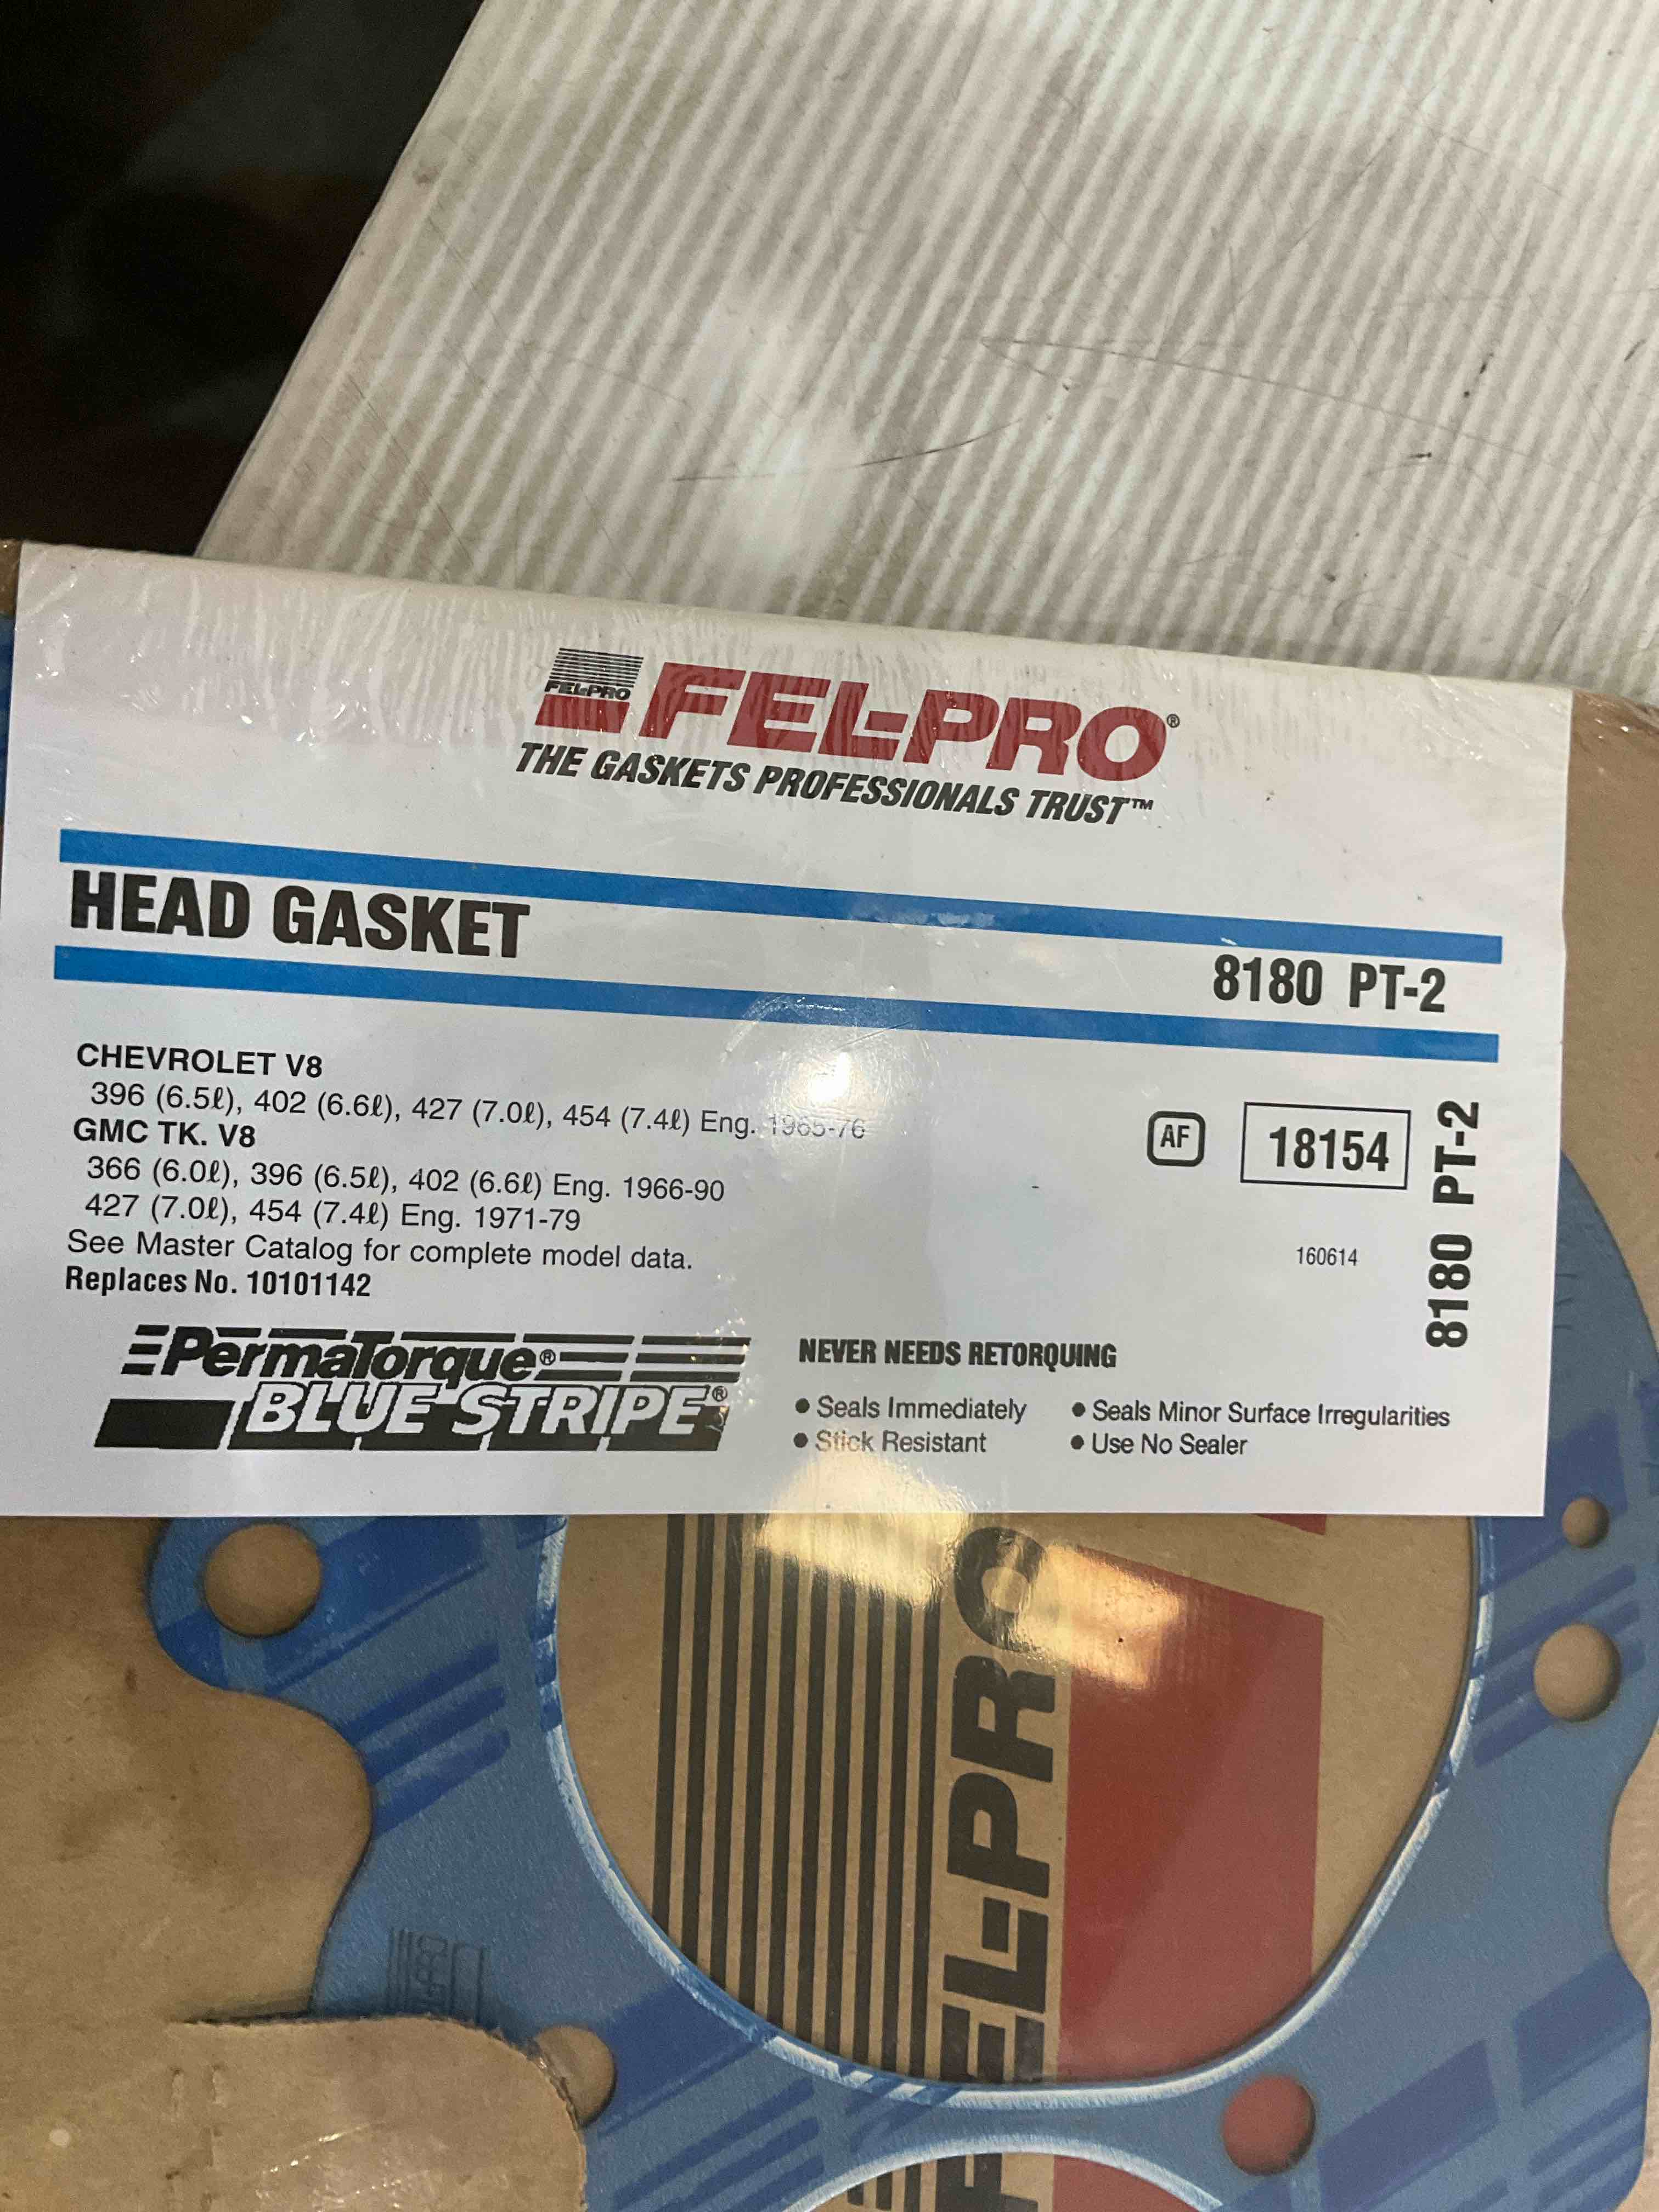 FEL-PRO
FEL-PRO®
THE GASKETS PROFESSIONALS TRUST™
HEAD GASKET
8180 PT-2
CHEVROLET V8
396 (6.5ℓ), 402 (6.6ℓ), 427 (7.0ℓ), 454 (7.4ℓ) Eng. 1965-76
GMC TK. V8
366 (6.0ℓ), 396 (6.5ℓ), 402 (6.6ℓ) Eng. 1966-90
427 (7.0ℓ), 454 (7.4ℓ) Eng. 1971-79
See Master Catalog for complete model data.
Replaces No. 10101142
AF
18154
160614
8180 PT-2
PermaTorque®
BLUE STRIPE®
NEVER NEEDS RETORQUING
• Seals Immediately
• Stick Resistant
• Seals Minor Surface Irregularities
• Use No Sealer
FEL-PRO